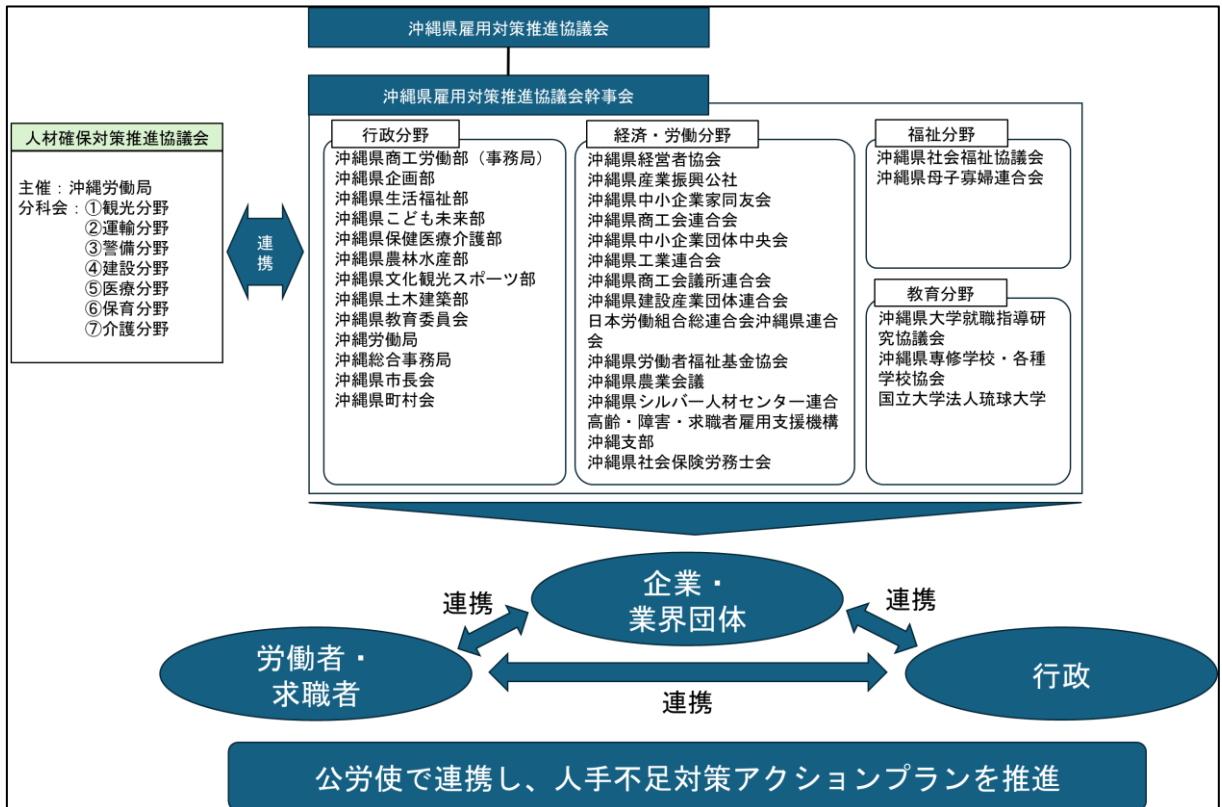 沖縄県雇用対策推進協議会
沖縄県雇用対策推進協議会幹事会
人材確保対策推進協議会
主催：沖縄労働局
分科会：①観光分野
②運輸分野
③警備分野
④建設分野
⑤医療分野
⑥保育分野
⑦介護分野
連携
行政分野
沖縄県商工労働部（事務局）
沖縄県企画部
沖縄県生活福祉部
沖縄県こども未来部
沖縄県保健医療介護部
沖縄県農林水産部
沖縄県文化観光スポーツ部
沖縄県土木建築部
沖縄県教育委員会
沖縄労働局
沖縄総合事務局
沖縄県市長会
沖縄県町村会
経済・労働分野
沖縄県経営者協会
沖縄県産業振興公社
沖縄県中小企業家同友会
沖縄県商工会連合会
沖縄県中小企業団体中央会
沖縄県工業連合会
沖縄県商工会議所連合会
沖縄県建設産業団体連合会
日本労働組合総連合会沖縄県連合
会
沖縄県労働者福祉基金協会
沖縄県農業会議
沖縄県シルバー人材センター連合
高齢・障害・求職者雇用支援機構
沖縄支部
沖縄県社会保険労務士会
福祉分野
沖縄県社会福祉協議会
沖縄県母子寡婦連合会
教育分野
沖縄県大学就職指導研
究協議会
沖縄県専修学校・各種
学校協会
国立大学法人琉球大学
企業・
業界団体
連携
連携
労働者・
求職者
行政
連携
公労使で連携し、人手不足対策アクションプランを推進